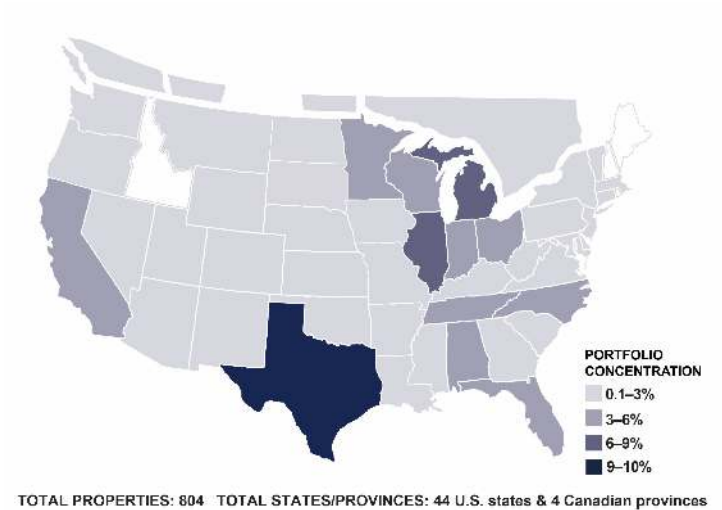 PORTFOLIO
CONCENTRATION
0.1–3%
3–6%
6–9%
9–10%
TOTAL PROPERTIES: 804 TOTAL STATES/PROVINCES: 44 U.S. states & 4 Canadian provinces